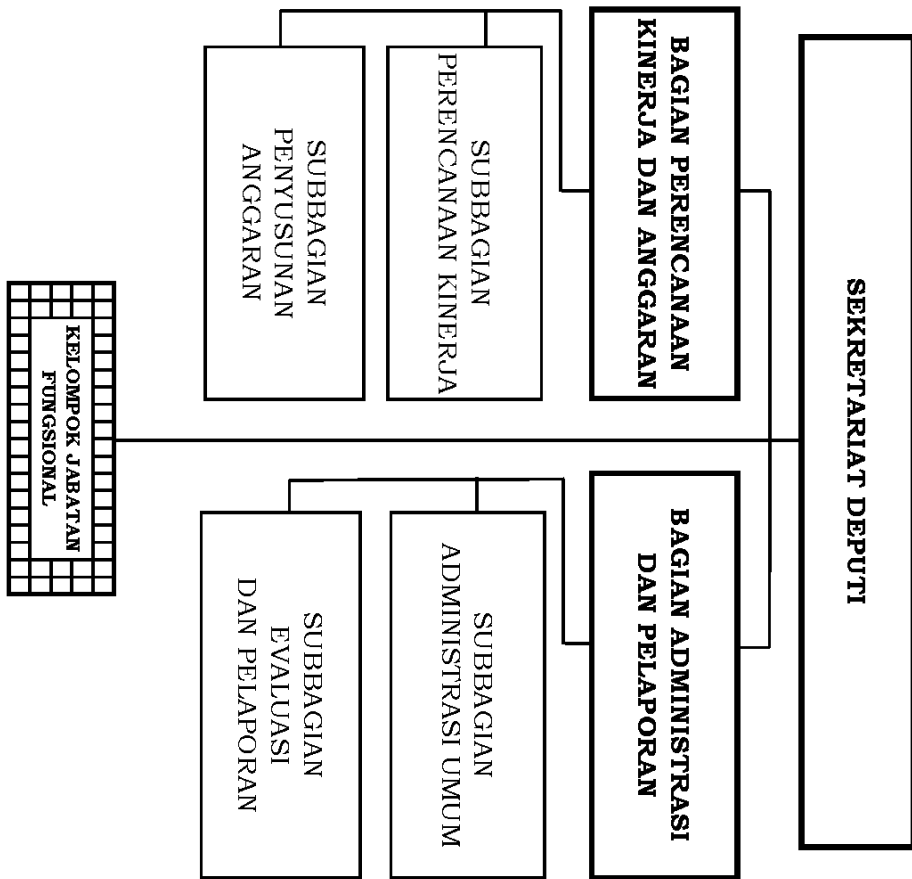 SEKRETARIAT DEPUTI
BAGIAN PERENCANAAN
KINERJA DAN ANGGARAN
BAGIAN ADMINISTRASI
DAN PELAPORAN
SUBBAGIAN
PERENCANAAN KINERJA
SUBBAGIAN
ADMINISTRASI UMUM
SUBBAGIAN
PENYUSUNAN
ANGGARAN
SUBBAGIAN
EVALUASI
DAN PELAPORAN
KELOMPOK JABATAN
FUNGSIONAL